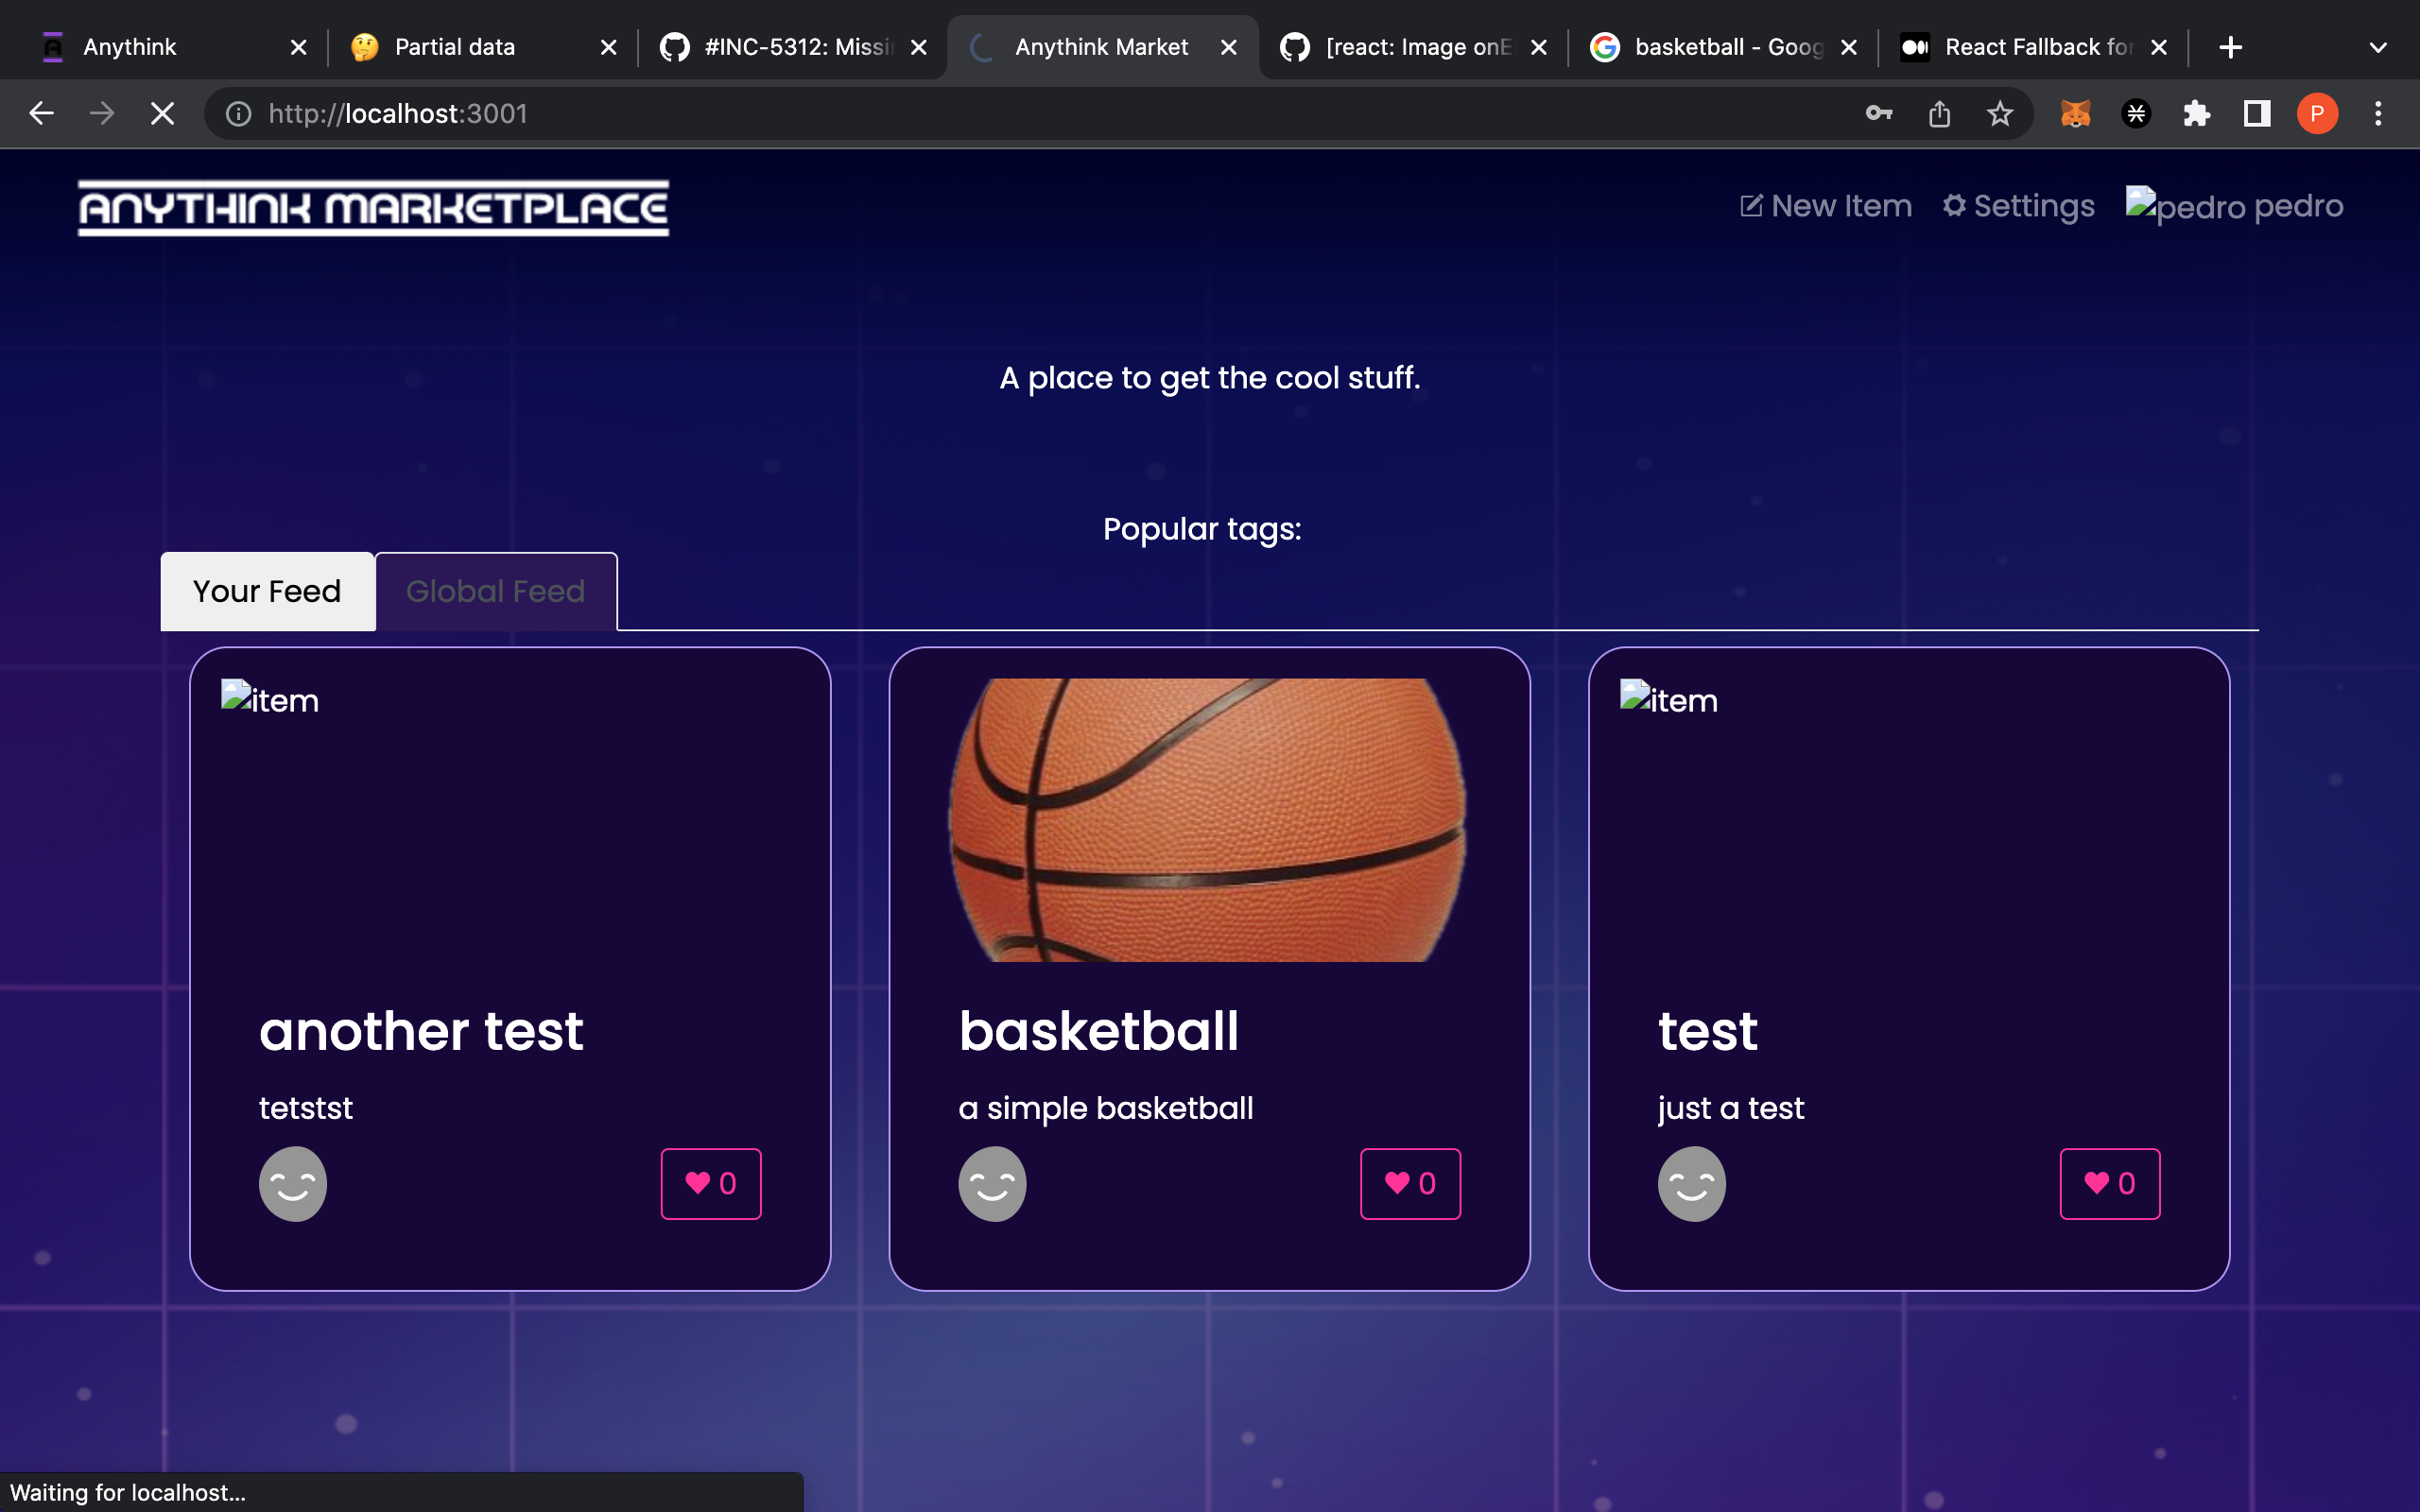 Anythink
Partial data
#INC-5312: Missi
Anythink Market
[react: Image onE
basketball - Goog
React Fallback for
http://localhost:3001
P
ANYTHINK MARKETPLACE
New Item
Settings
pedro pedro
A place to get the cool stuff.
Popular tags:
Your Feed
Global Feed
item
item
another test
basketball
test
tetstst
a simple basketball
just a test
0
0
0
Waiting for localhost...